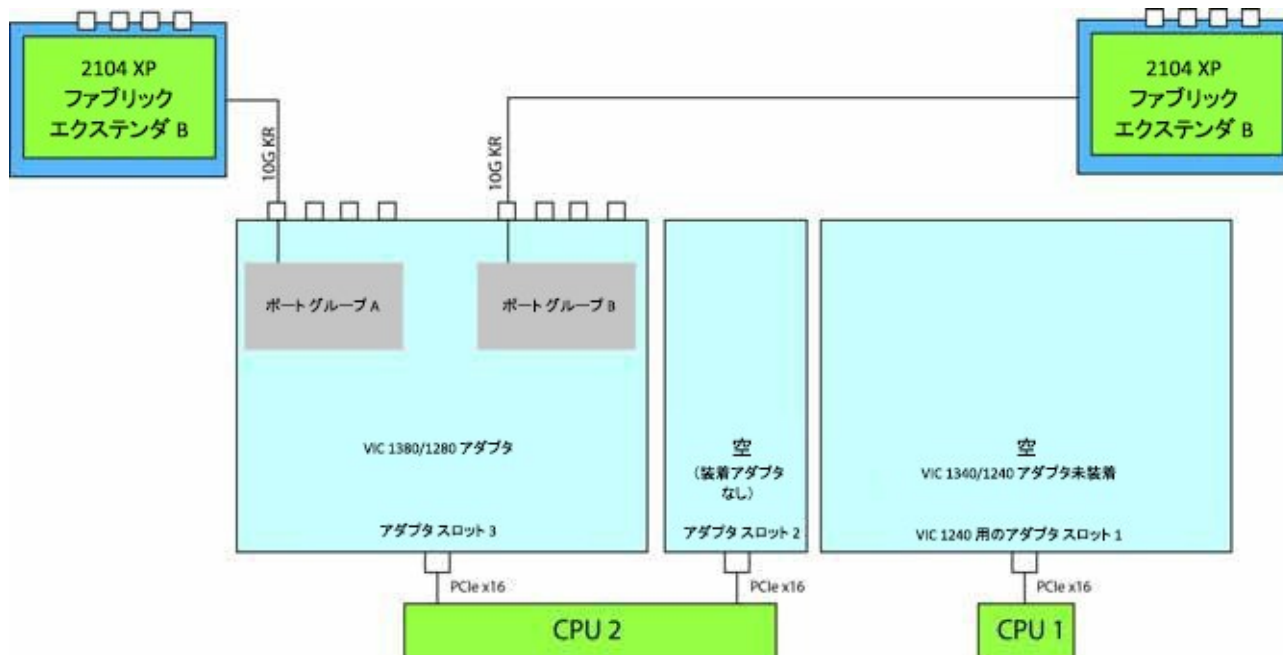 2104 XP
ファブリック
エクステンダ B
2104 XP
ファブリック
エクステンダ B
10G KR
10G KR
ポート グループ A
ポート グループ B
VIC 1380/1280 アダプタ
アダプタ スロット 3
空
(装着アダプタ
なし)
アダプタ スロット 2
空
VIC 1340/1240 アダプタ未装着
VIC 1240 用のアダプタ スロット 1
PCIe x16
PCIe x16
PCIe x16
CPU 2
CPU 1